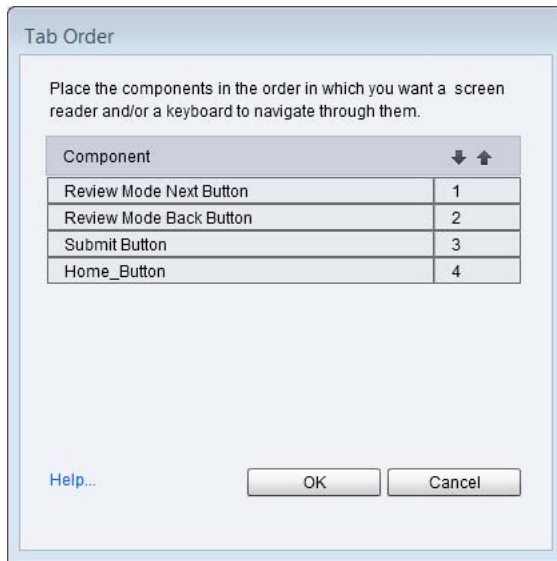 Tab Order
Place the components in the order in which you want a screen
reader and/or a keyboard to navigate through them.
Component
Review Mode Next Button 1
Review Mode Back Button 2
Submit Button 3
Home_Button 4
Help... OK Cancel